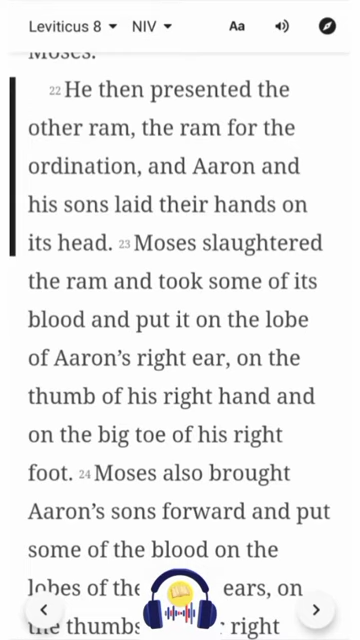 Leviticus 8 NIV Aa
Moses.
22 He then presented the
other ram, the ram for the
ordination, and Aaron and
his sons laid their hands on
its head. 23 Moses slaughtered
the ram and took some of its
blood and put it on the lobe
of Aaron’s right ear, on the
thumb of his right hand and
on the big toe of his right
foot. 24 Moses also brought
Aaron’s sons forward and put
some of the blood on the
lobes of ears, on
the thumbs right